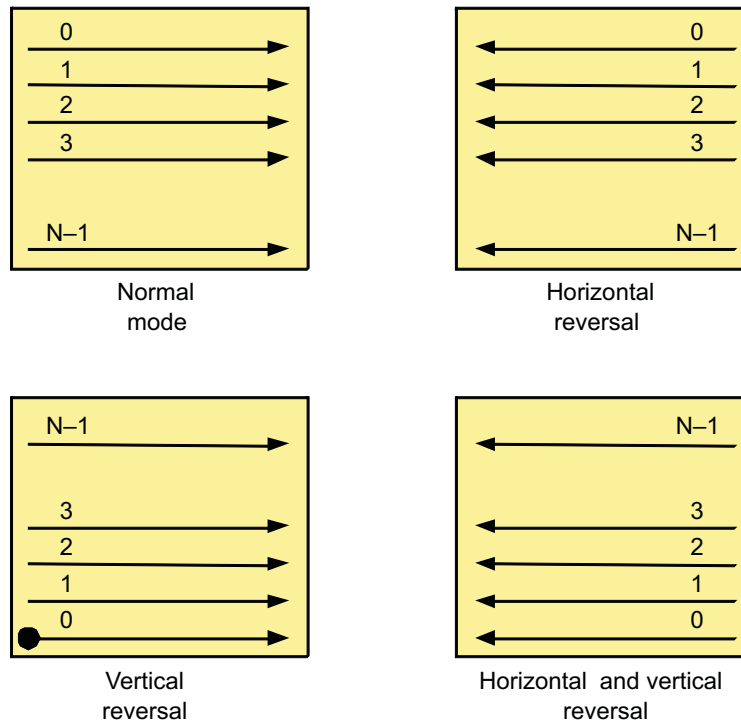 0
1
2
3
N–1
Normal
mode
0
1
2
3
N–1
Horizontal
reversal
N–1
3
2
1
0
Vertical
reversal
N–1
3
2
1
0
Horizontal and vertical
reversal